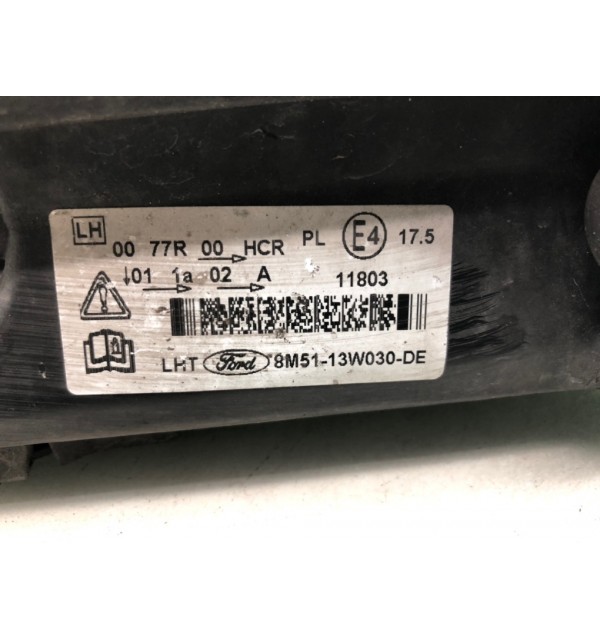 LH
00 77R 00 HCR PL E4 17.5
↓01 1a 02 A 11803
LHT Ford 8M51-13W030-DE